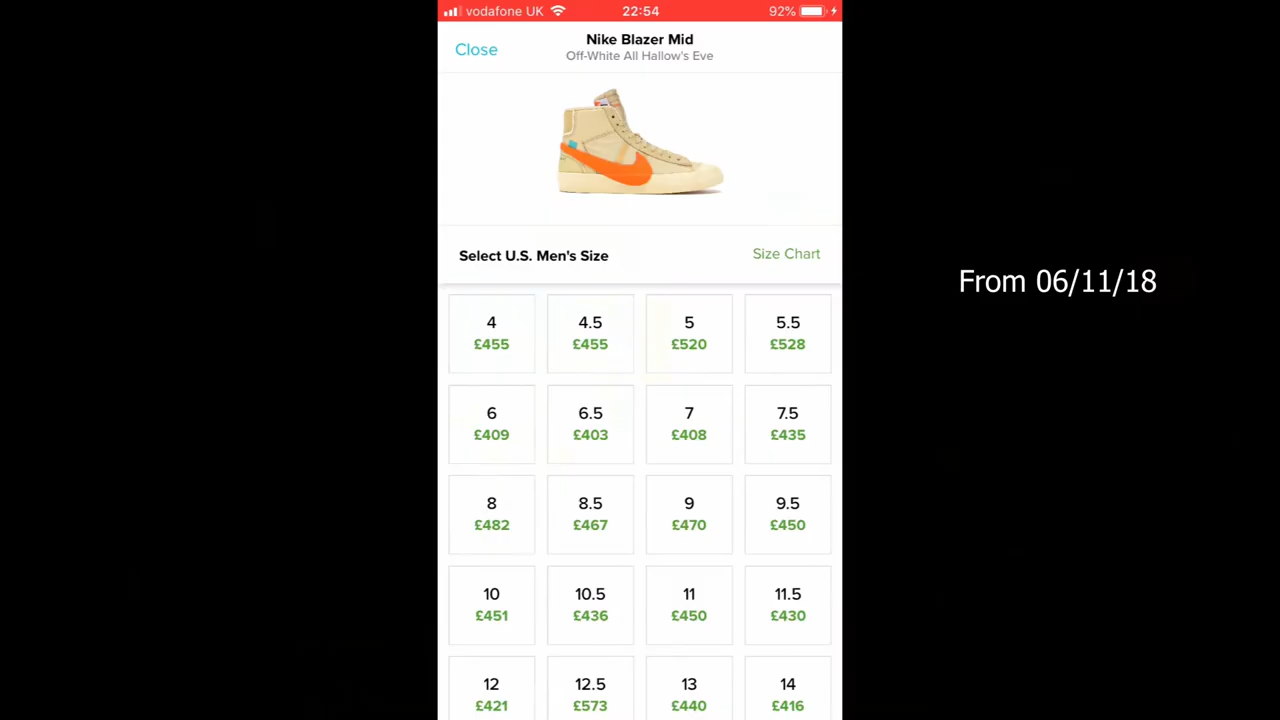 vodafone UK 22:54 92%
Close
Nike Blazer Mid
Off-White All Hallow's Eve
Select U.S. Men's Size Size Chart
From 06/11/18
4 4.5 5 5.5
£455 £455 £520 £528
6 6.5 7 7.5
£409 £403 £408 £435
8 8.5 9 9.5
£482 £467 £470 £450
10 10.5 11 11.5
£451 £436 £450 £430
12 12.5 13 14
£421 £573 £440 £416